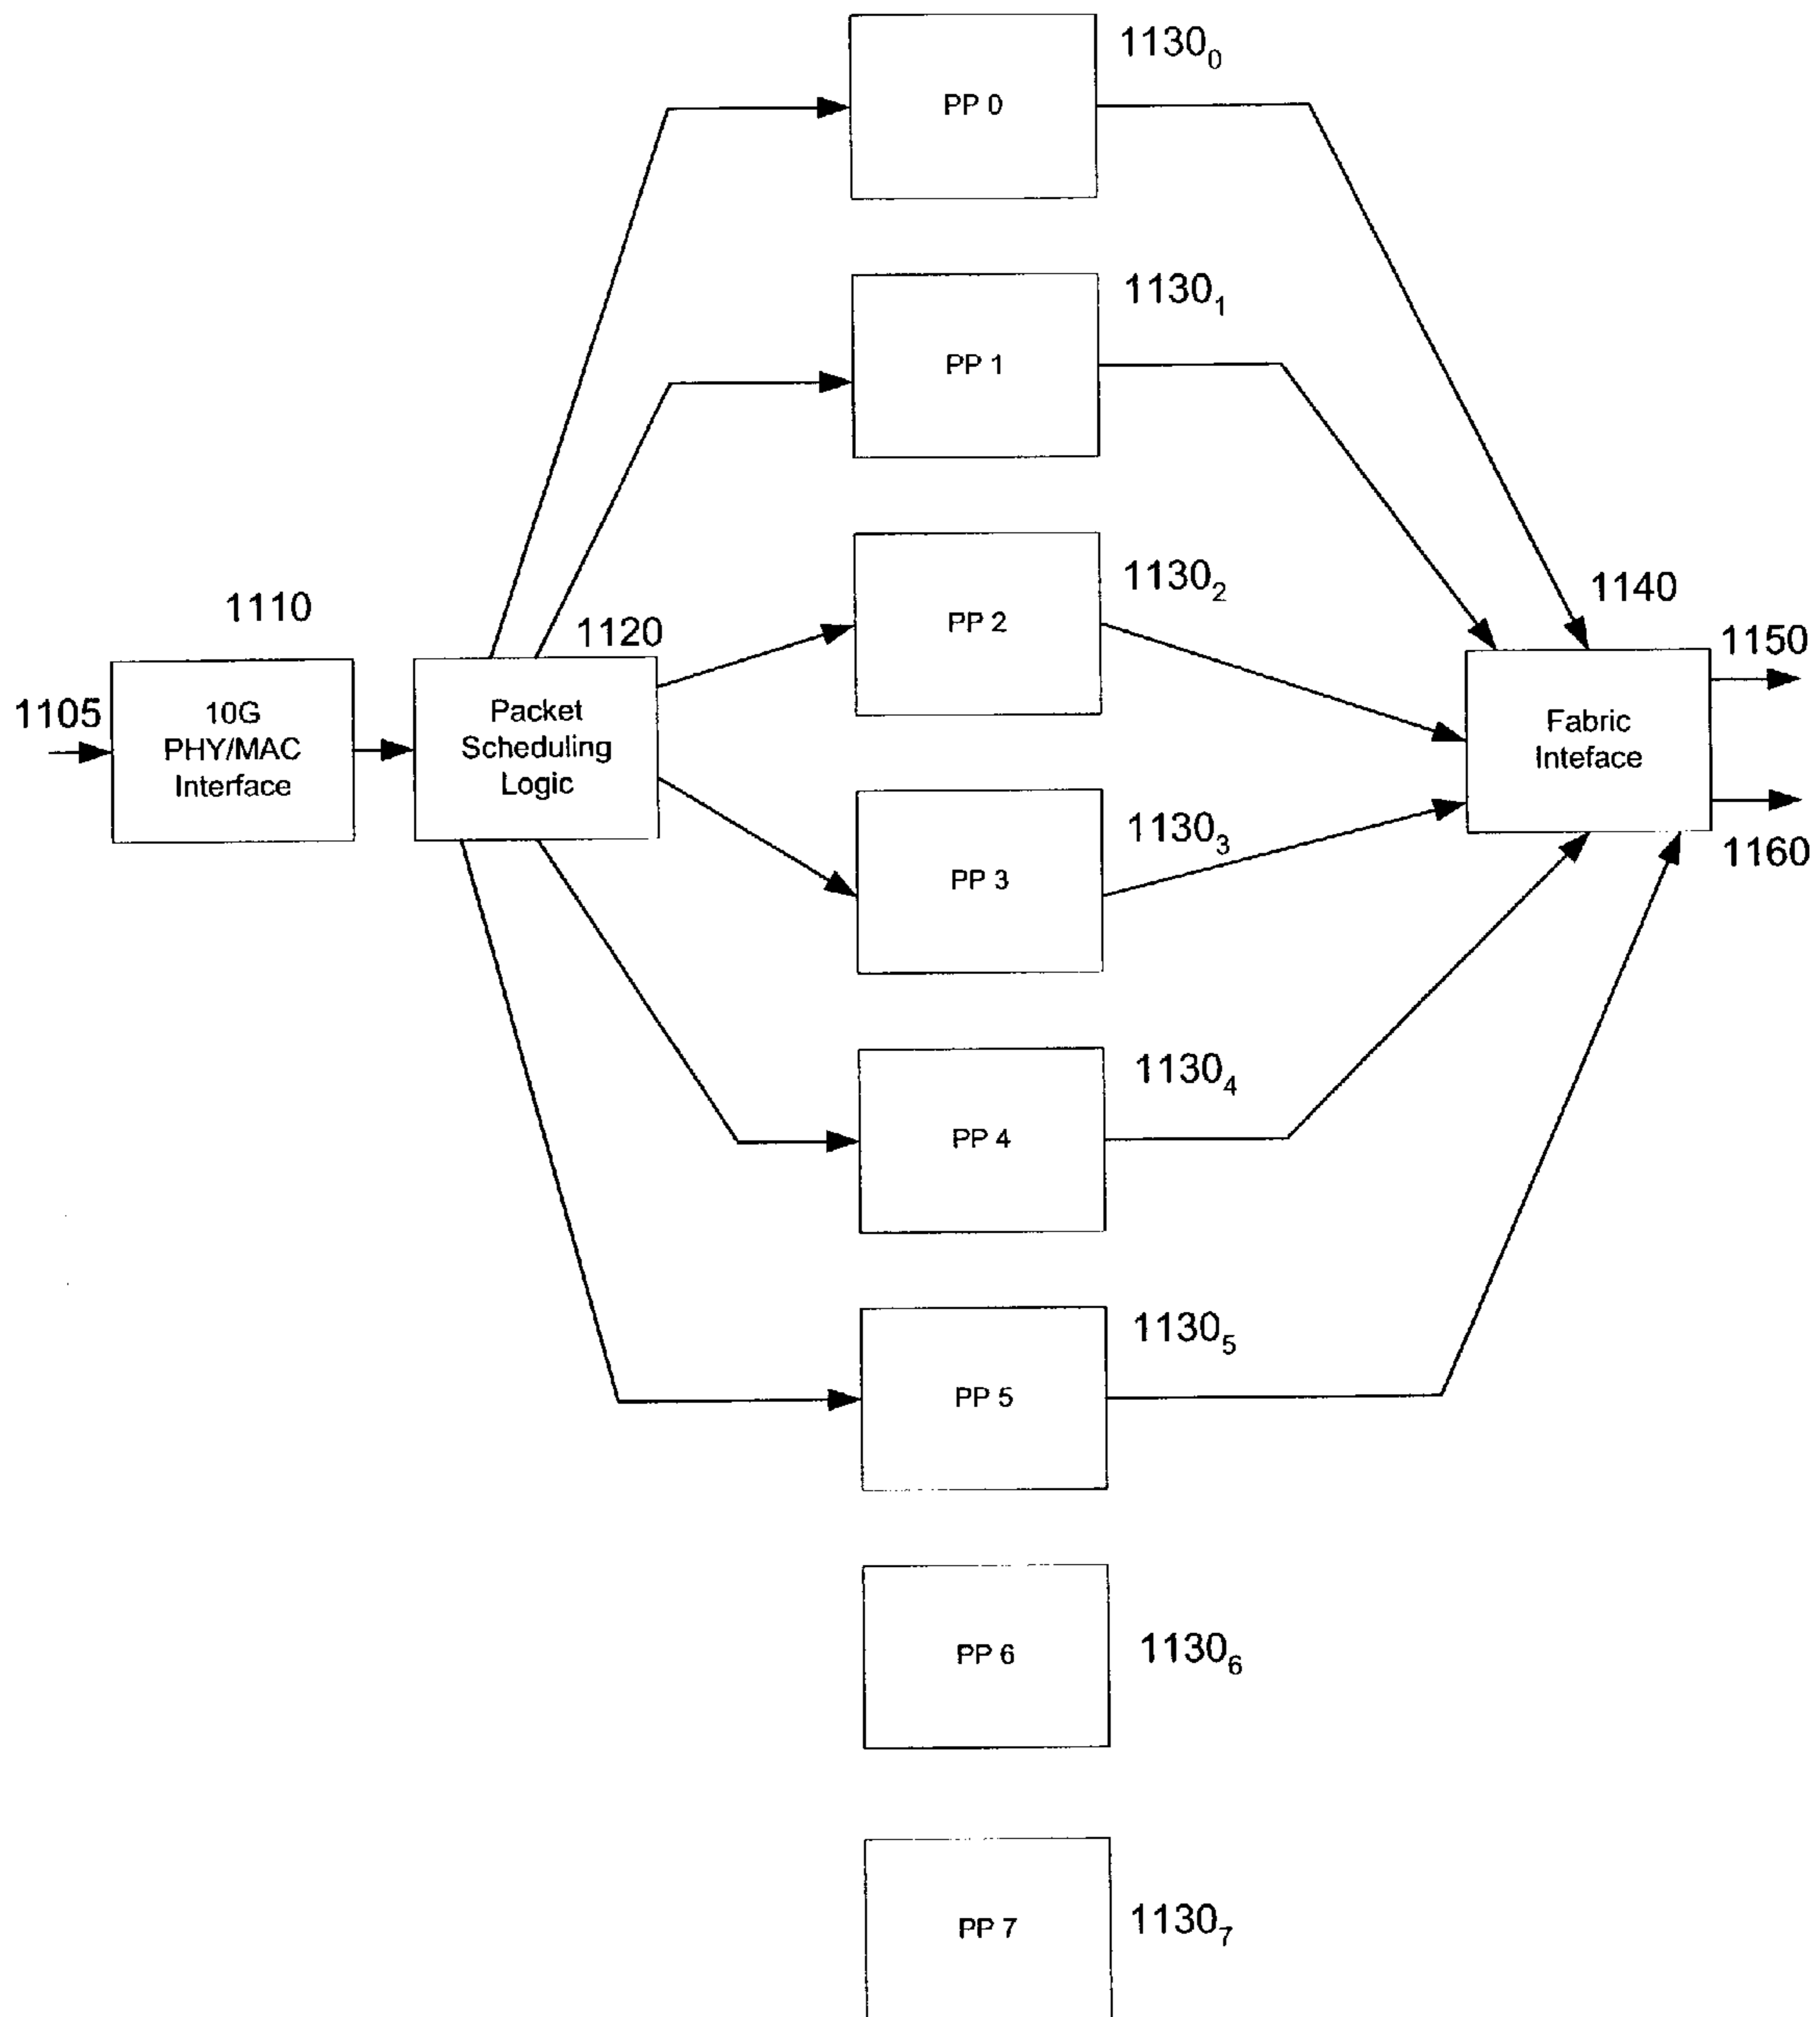 1130₀
PP 0
1130₁
PP 1
1130₂
PP 2
1110
1120
1140
1150
1105
10G
PHY/MAC
Interface
Packet
Scheduling
Logic
Fabric
Inteface
1160
1130₃
PP 3
1130₄
PP 4
1130₅
PP 5
PP 6
1130₆
PP 7
1130₇